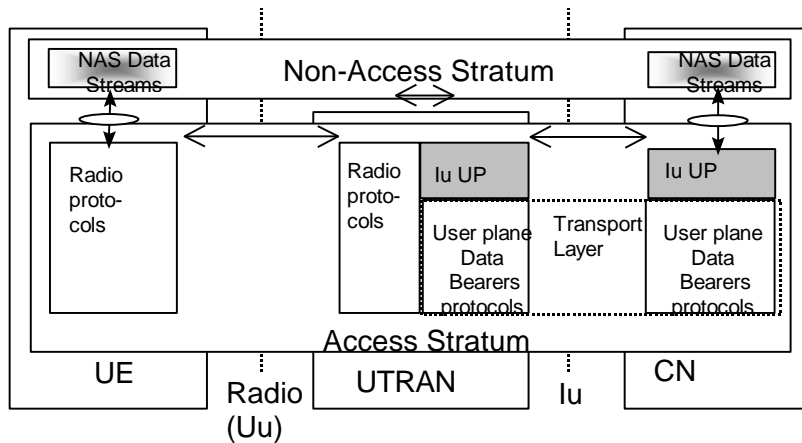 NAS Data
Streams
Non-Access Stratum
NAS Data
Streams
Radio
proto-
cols
Radio
proto-
cols
Iu UP
User plane
Data
Bearers
protocols
Transport
Layer
Iu UP
User plane
Data
Bearers
protocols
Access Stratum
UE
Radio
(Uu)
UTRAN
Iu
CN